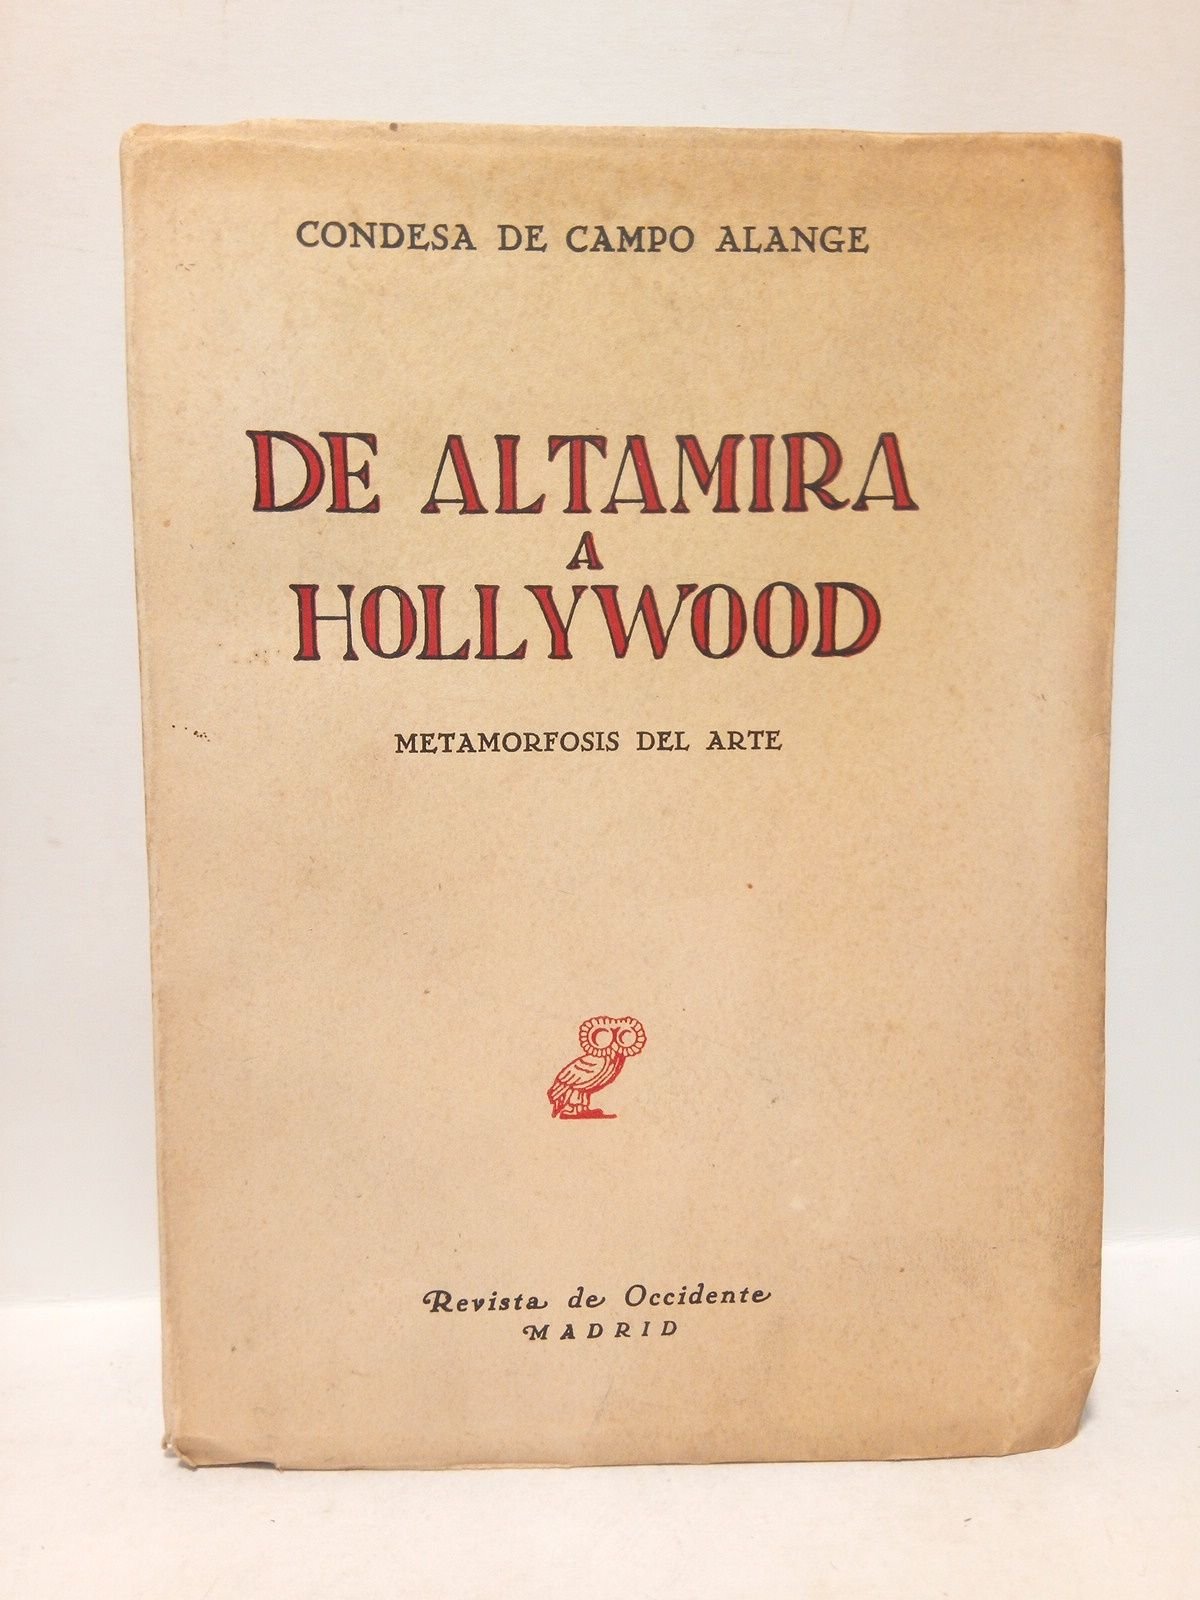 CONDESA DE CAMPO ALANGE
DE ALTAMIRA
A
HOLLYWOOD
METAMORFOSIS DEL ARTE
Revista de Occidente
MADRID